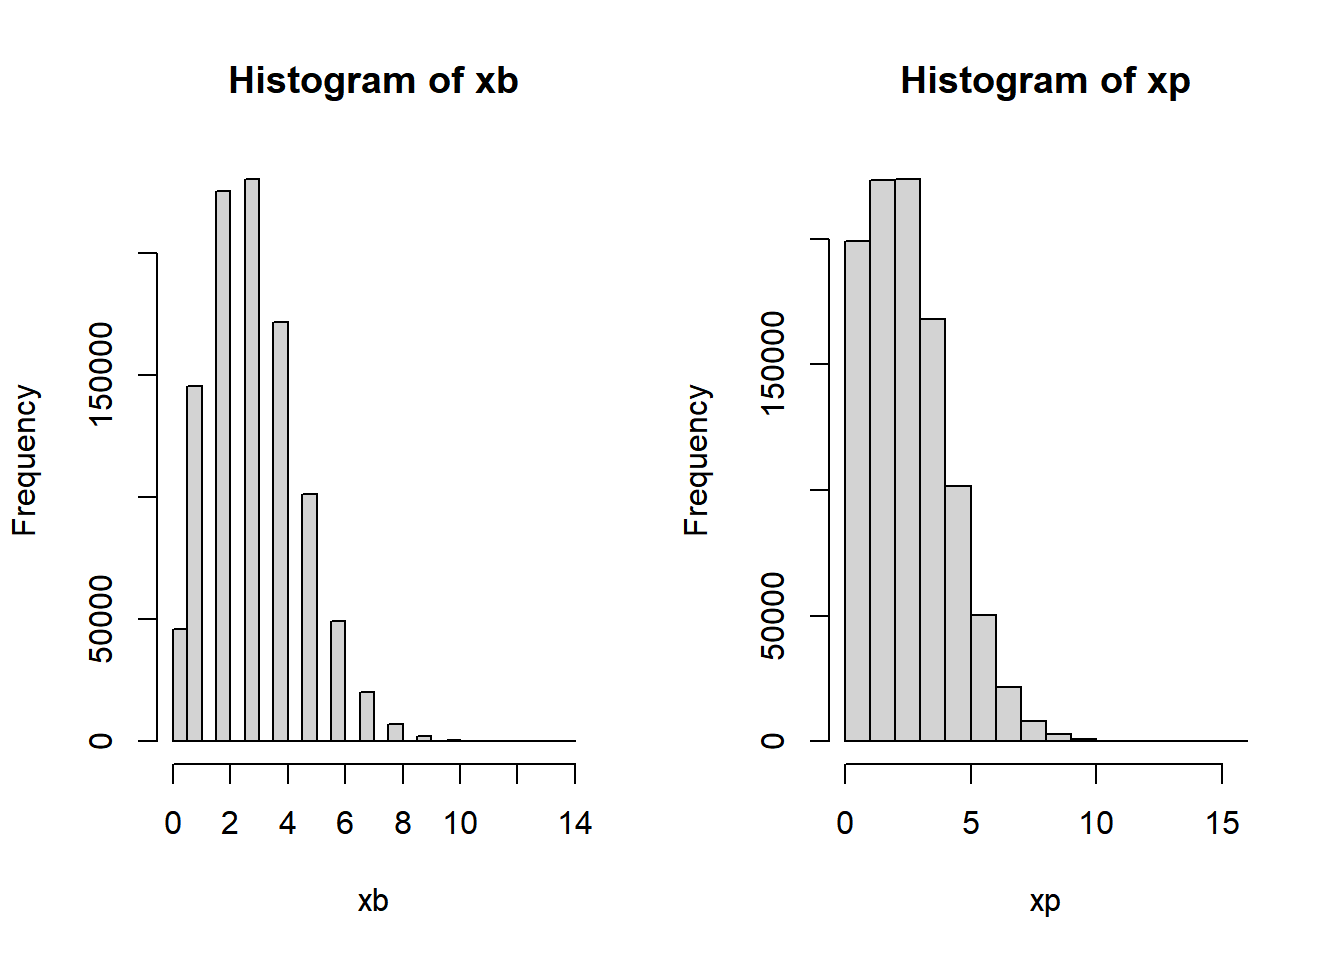 Histogram of xb
Frequency
0
50000
150000
0 2 4 6 8 10 14
xb
Histogram of xp
Frequency
0
50000
150000
0 5 10 15
xp